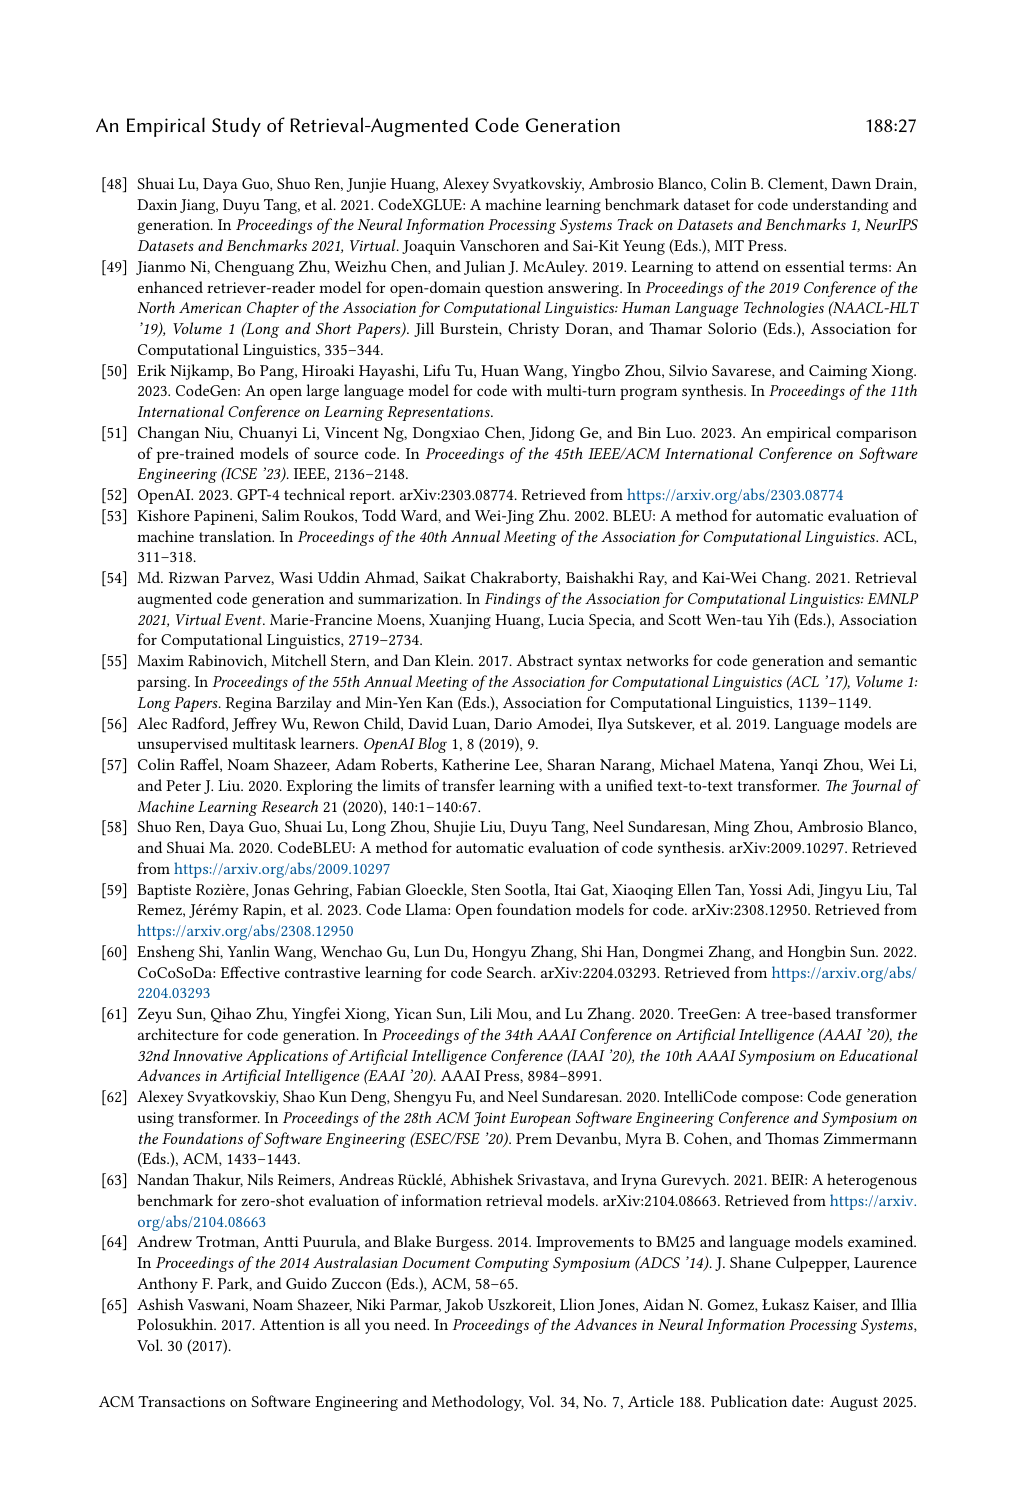 An Empirical Study of Retrieval-Augmented Code Generation 188:27
[48] Shuai Lu, Daya Guo, Shuo Ren, Junjie Huang, Alexey Svyatkovskiy, Ambrosio Blanco, Colin B. Clement, Dawn Drain,
Daxin Jiang, Duyu Tang, et al. 2021. CodeXGLUE: A machine learning benchmark dataset for code understanding and
generation. In Proceedings of the Neural Information Processing Systems Track on Datasets and Benchmarks 1, NeurIPS
Datasets and Benchmarks 2021, Virtual. Joaquin Vanschoren and Sai-Kit Yeung (Eds.), MIT Press.
[49] Jianmo Ni, Chenguang Zhu, Weizhu Chen, and Julian J. McAuley. 2019. Learning to attend on essential terms: An
enhanced retriever-reader model for open-domain question answering. In Proceedings of the 2019 Conference of the
North American Chapter of the Association for Computational Linguistics: Human Language Technologies (NAACL-HLT
’19), Volume 1 (Long and Short Papers). Jill Burstein, Christy Doran, and Thamar Solorio (Eds.), Association for
Computational Linguistics, 335–344.
[50] Erik Nijkamp, Bo Pang, Hiroaki Hayashi, Lifu Tu, Huan Wang, Yingbo Zhou, Silvio Savarese, and Caiming Xiong.
2023. CodeGen: An open large language model for code with multi-turn program synthesis. In Proceedings of the 11th
International Conference on Learning Representations.
[51] Changan Niu, Chuanyi Li, Vincent Ng, Dongxiao Chen, Jidong Ge, and Bin Luo. 2023. An empirical comparison
of pre-trained models of source code. In Proceedings of the 45th IEEE/ACM International Conference on Software
Engineering (ICSE ’23). IEEE, 2136–2148.
[52] OpenAI. 2023. GPT-4 technical report. arXiv:2303.08774. Retrieved from https://arxiv.org/abs/2303.08774
[53] Kishore Papineni, Salim Roukos, Todd Ward, and Wei-Jing Zhu. 2002. BLEU: A method for automatic evaluation of
machine translation. In Proceedings of the 40th Annual Meeting of the Association for Computational Linguistics. ACL,
311–318.
[54] Md. Rizwan Parvez, Wasi Uddin Ahmad, Saikat Chakraborty, Baishakhi Ray, and Kai-Wei Chang. 2021. Retrieval
augmented code generation and summarization. In Findings of the Association for Computational Linguistics: EMNLP
2021, Virtual Event. Marie-Francine Moens, Xuanjing Huang, Lucia Specia, and Scott Wen-tau Yih (Eds.), Association
for Computational Linguistics, 2719–2734.
[55] Maxim Rabinovich, Mitchell Stern, and Dan Klein. 2017. Abstract syntax networks for code generation and semantic
parsing. In Proceedings of the 55th Annual Meeting of the Association for Computational Linguistics (ACL ’17), Volume 1:
Long Papers. Regina Barzilay and Min-Yen Kan (Eds.), Association for Computational Linguistics, 1139–1149.
[56] Alec Radford, Jeffrey Wu, Rewon Child, David Luan, Dario Amodei, Ilya Sutskever, et al. 2019. Language models are
unsupervised multitask learners. OpenAI Blog 1, 8 (2019), 9.
[57] Colin Raffel, Noam Shazeer, Adam Roberts, Katherine Lee, Sharan Narang, Michael Matena, Yanqi Zhou, Wei Li,
and Peter J. Liu. 2020. Exploring the limits of transfer learning with a unified text-to-text transformer. The Journal of
Machine Learning Research 21 (2020), 140:1–140:67.
[58] Shuo Ren, Daya Guo, Shuai Lu, Long Zhou, Shujie Liu, Duyu Tang, Neel Sundaresan, Ming Zhou, Ambrosio Blanco,
and Shuai Ma. 2020. CodeBLEU: A method for automatic evaluation of code synthesis. arXiv:2009.10297. Retrieved
from https://arxiv.org/abs/2009.10297
[59] Baptiste Rozière, Jonas Gehring, Fabian Gloeckle, Sten Sootla, Itai Gat, Xiaoqing Ellen Tan, Yossi Adi, Jingyu Liu, Tal
Remez, Jérémy Rapin, et al. 2023. Code Llama: Open foundation models for code. arXiv:2308.12950. Retrieved from
https://arxiv.org/abs/2308.12950
[60] Ensheng Shi, Yanlin Wang, Wenchao Gu, Lun Du, Hongyu Zhang, Shi Han, Dongmei Zhang, and Hongbin Sun. 2022.
CoCoSoDa: Effective contrastive learning for code Search. arXiv:2204.03293. Retrieved from https://arxiv.org/abs/
2204.03293
[61] Zeyu Sun, Qihao Zhu, Yingfei Xiong, Yican Sun, Lili Mou, and Lu Zhang. 2020. TreeGen: A tree-based transformer
architecture for code generation. In Proceedings of the 34th AAAI Conference on Artificial Intelligence (AAAI ’20), the
32nd Innovative Applications of Artificial Intelligence Conference (IAAI ’20), the 10th AAAI Symposium on Educational
Advances in Artificial Intelligence (EAAI ’20). AAAI Press, 8984–8991.
[62] Alexey Svyatkovskiy, Shao Kun Deng, Shengyu Fu, and Neel Sundaresan. 2020. IntelliCode compose: Code generation
using transformer. In Proceedings of the 28th ACM Joint European Software Engineering Conference and Symposium on
the Foundations of Software Engineering (ESEC/FSE ’20). Prem Devanbu, Myra B. Cohen, and Thomas Zimmermann
(Eds.), ACM, 1433–1443.
[63] Nandan Thakur, Nils Reimers, Andreas Rücklé, Abhishek Srivastava, and Iryna Gurevych. 2021. BEIR: A heterogenous
benchmark for zero-shot evaluation of information retrieval models. arXiv:2104.08663. Retrieved from https://arxiv.
org/abs/2104.08663
[64] Andrew Trotman, Antti Puurula, and Blake Burgess. 2014. Improvements to BM25 and language models examined.
In Proceedings of the 2014 Australasian Document Computing Symposium (ADCS ’14). J. Shane Culpepper, Laurence
Anthony F. Park, and Guido Zuccon (Eds.), ACM, 58–65.
[65] Ashish Vaswani, Noam Shazeer, Niki Parmar, Jakob Uszkoreit, Llion Jones, Aidan N. Gomez, Łukasz Kaiser, and Illia
Polosukhin. 2017. Attention is all you need. In Proceedings of the Advances in Neural Information Processing Systems,
Vol. 30 (2017).
ACM Transactions on Software Engineering and Methodology, Vol. 34, No. 7, Article 188. Publication date: August 2025.